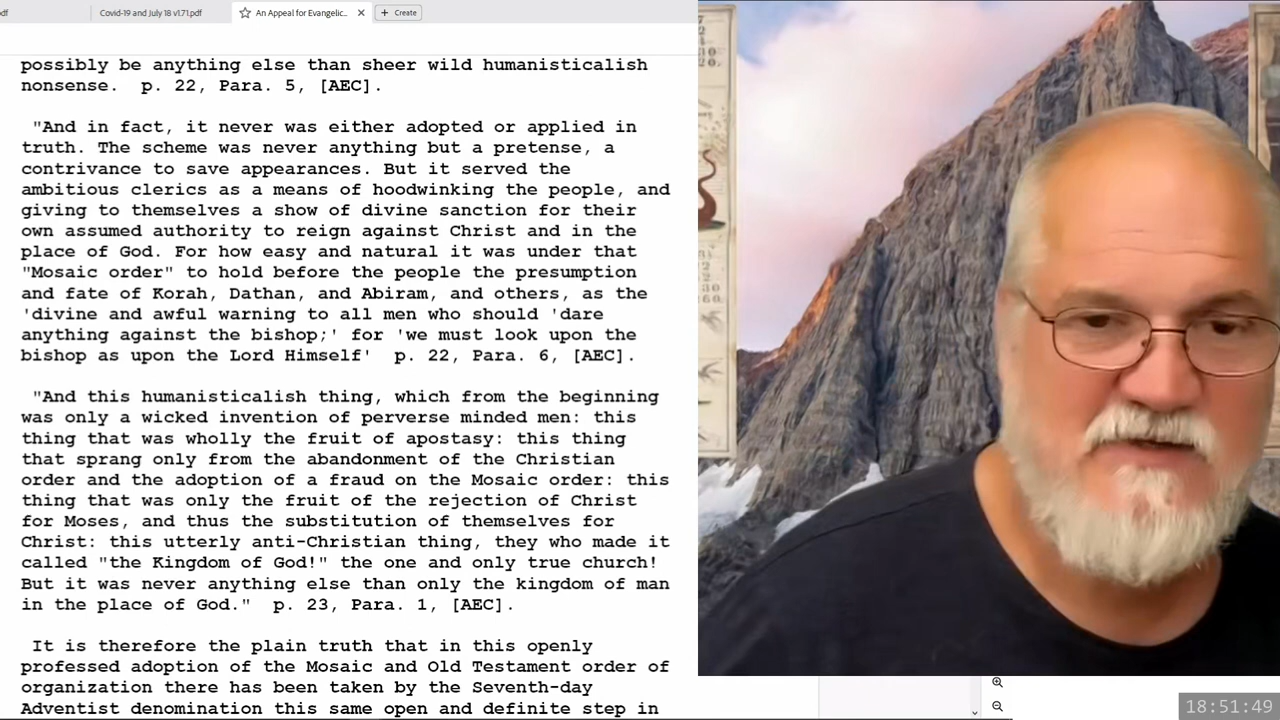 odf
Covid-19 and July 18 v1.71.pdf
An Appeal for Evangelic...
+ Create
possibly be anything else than sheer wild humanisticalish
nonsense.  p. 22, Para. 5, [AEC].
"And in fact, it never was either adopted or applied in
truth. The scheme was never anything but a pretense, a
contrivance to save appearances. But it served the
ambitious clerics as a means of hoodwinking the people, and
giving to themselves a show of divine sanction for their
own assumed authority to reign against Christ and in the
place of God. For how easy and natural it was under that
"Mosaic order" to hold before the people the presumption
and fate of Korah, Dathan, and Abiram, and others, as the
'divine and awful warning to all men who should 'dare
anything against the bishop;' for 'we must look upon the
bishop as upon the Lord Himself'  p. 22, Para. 6, [AEC].
"And this humanisticalish thing, which from the beginning
was only a wicked invention of perverse minded men: this
thing that was wholly the fruit of apostasy: this thing
that sprang only from the abandonment of the Christian
order and the adoption of a fraud on the Mosaic order: this
thing that was only the fruit of the rejection of Christ
for Moses, and thus the substitution of themselves for
Christ: this utterly anti-Christian thing, they who made it
called "the Kingdom of God!" the one and only true church!
But it was never anything else than only the kingdom of man
in the place of God."  p. 23, Para. 1, [AEC].
It is therefore the plain truth that in this openly
professed adoption of the Mosaic and Old Testament order of
organization there has been taken by the Seventh-day
Adventist denomination this same open and definite step in
18:51:49